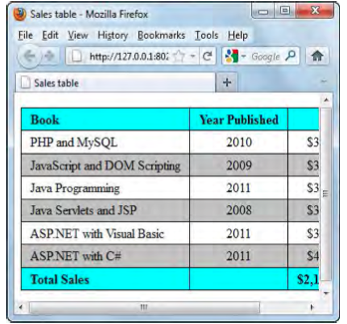 Sales table - Mozilla Firefox
File Edit View History Bookmarks Tools Help
http://127.0.0.1:802 Google
Sales table
Book Year Published
PHP and MySQL 2010 $3
JavaScript and DOM Scripting 2009 $3
Java Programming 2011 $3
Java Servlets and JSP 2008 $3
ASP.NET with Visual Basic 2011 $3
ASP.NET with C# 2011 $4
Total Sales $2,1